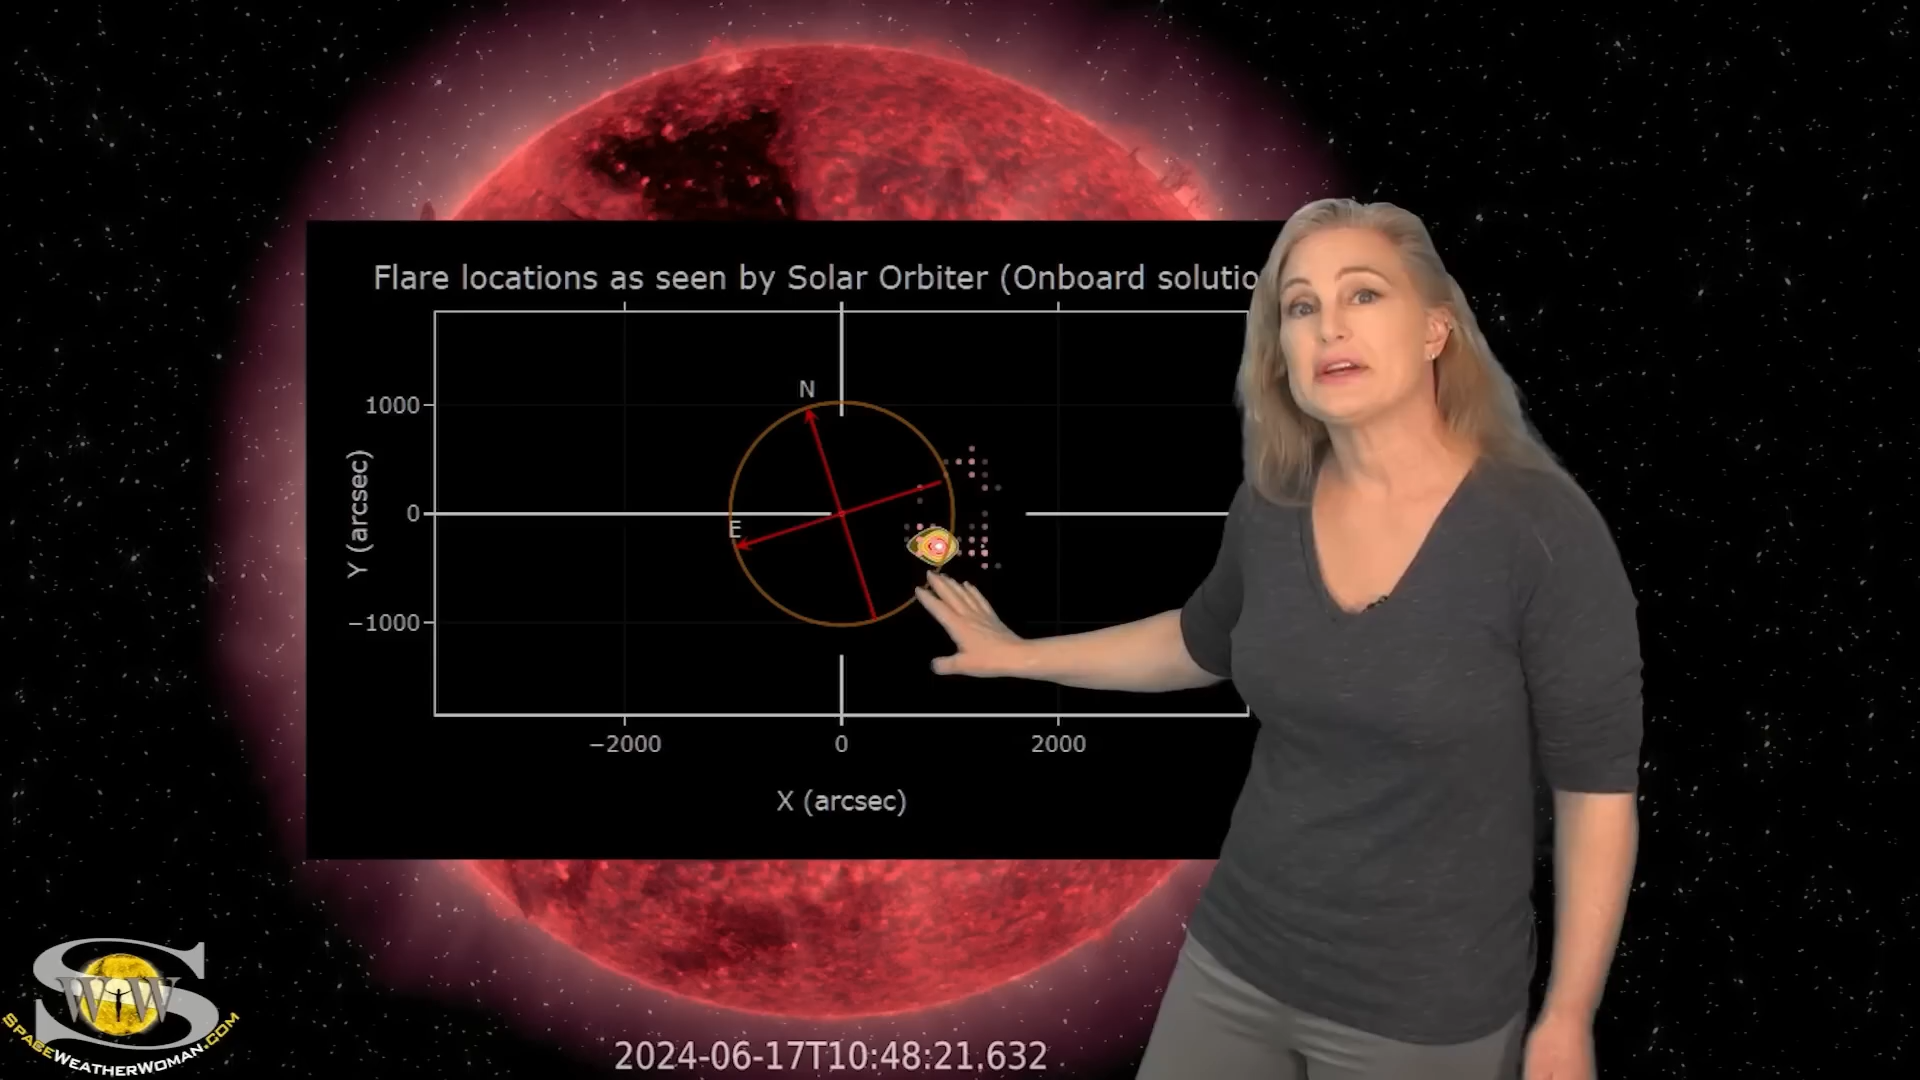 Flare locations as seen by Solar Orbiter (Onboard solutio
N
1000
Y (arcsec)
0
E
−1000
−2000
0
2000
X (arcsec)
S
WW
SPACEWEATHERWOMAN.COM
2024-06-17T10:48:21.632